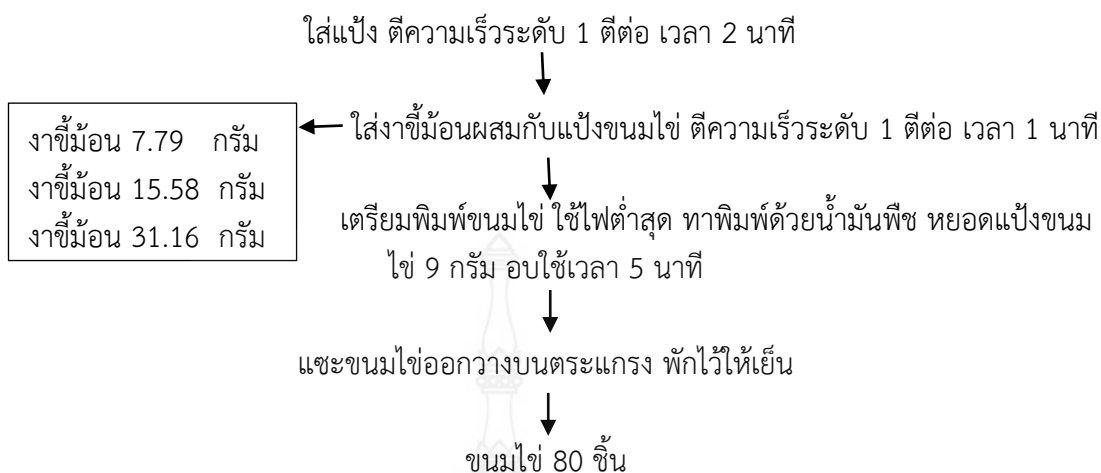 ใส่แป้ง ตีความเร็วระดับ 1 ตีต่อ เวลา 2 นาที
ใส่งาขี้ม้อนผสมกับแป้งขนมไข่ ตีความเร็วระดับ 1 ตีต่อ เวลา 1 นาที
งาขี้ม้อน 7.79 กรัม
งาขี้ม้อน 15.58 กรัม
งาขี้ม้อน 31.16 กรัม
เตรียมพิมพ์ขนมไข่ ใช้ไฟต่ำสุด ทาพิมพ์ด้วยน้ำมันพืช หยอดแป้งขนม
ไข่ 9 กรัม อบใช้เวลา 5 นาที
แซะขนมไข่ออกวางบนตระแกรง พักไว้ให้เย็น
ขนมไข่ 80 ชิ้น